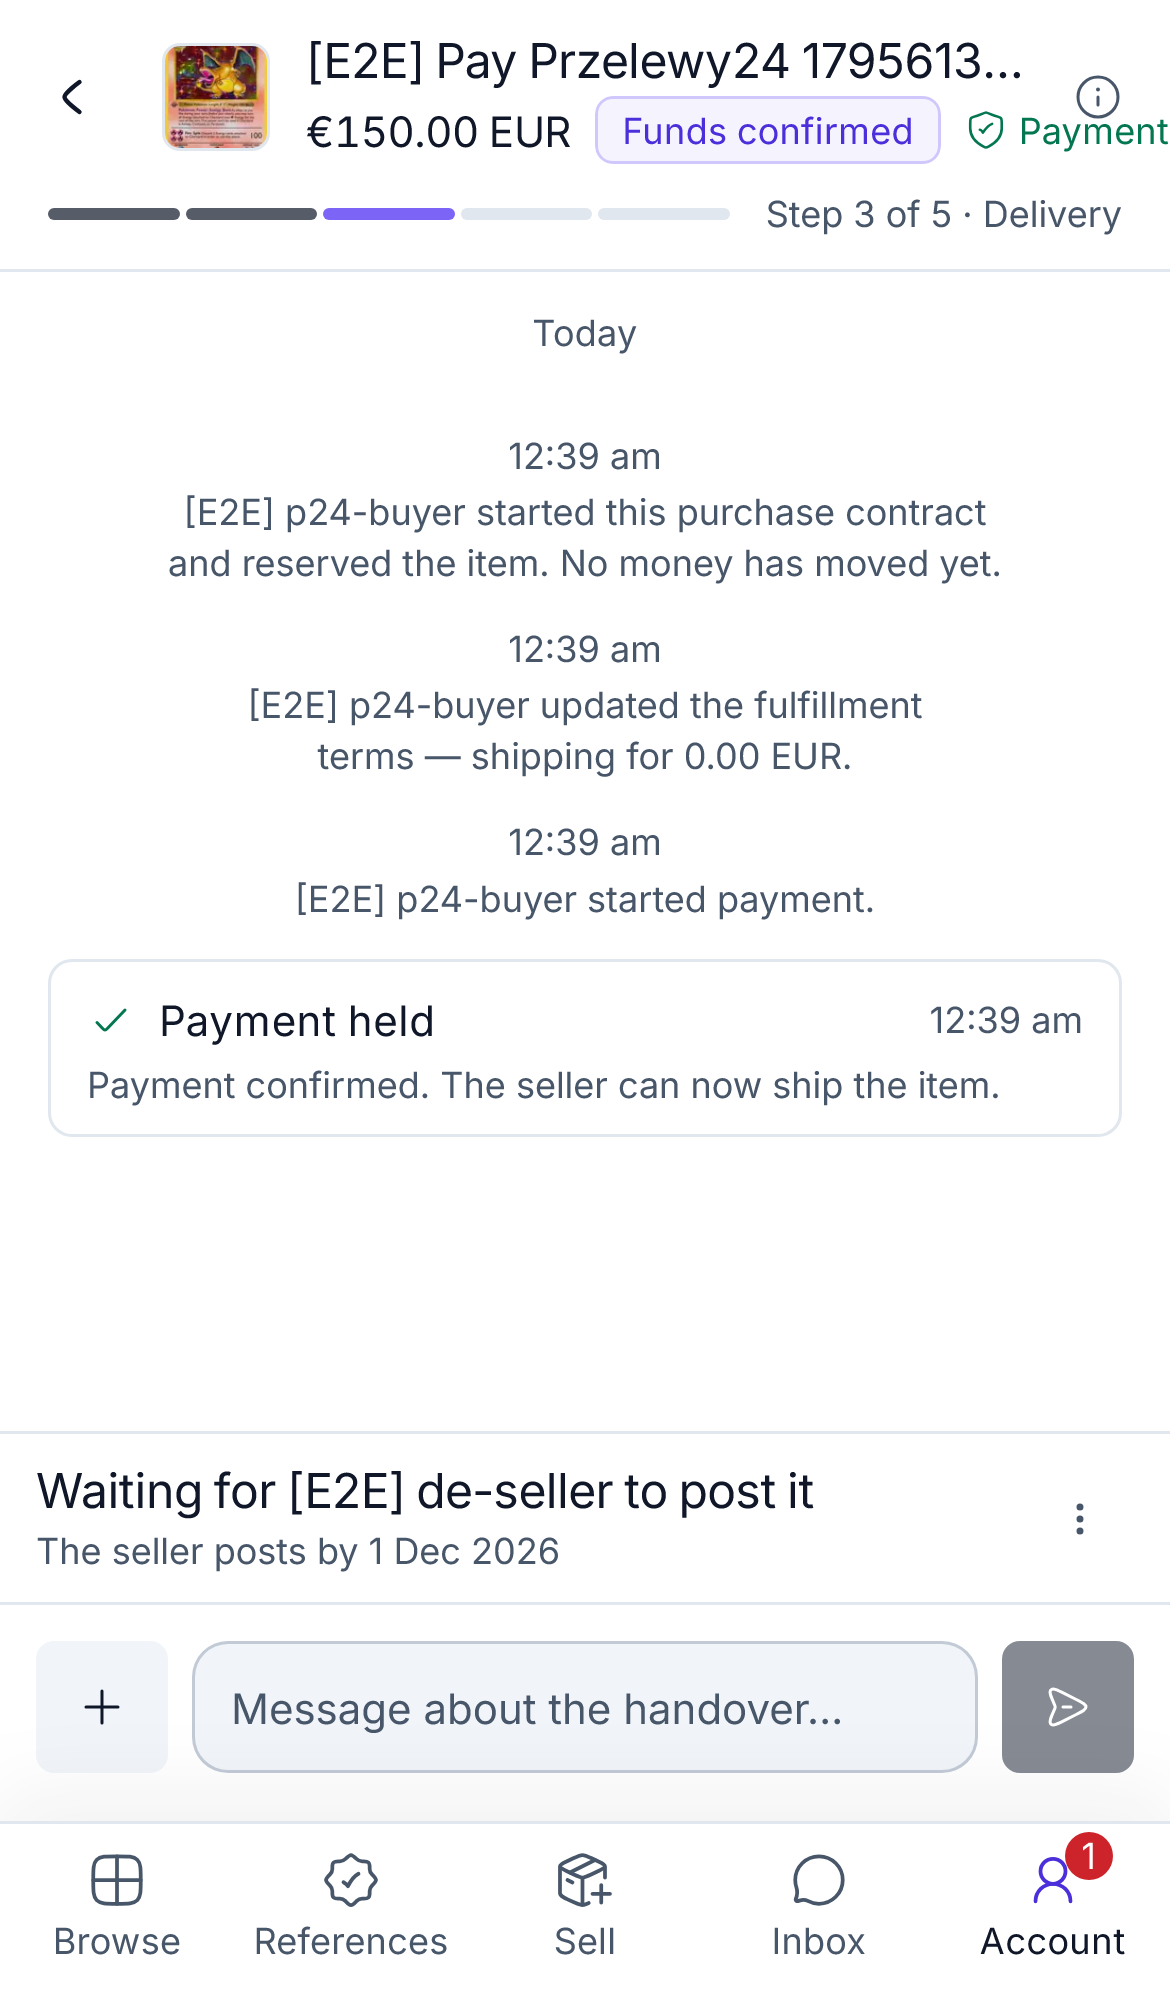 [E2E] Pay Przelewy24 1795613...
€150.00 EUR Funds confirmed Payment
Step 3 of 5 · Delivery
Today
12:39 am
[E2E] p24-buyer started this purchase contract
and reserved the item. No money has moved yet.
12:39 am
[E2E] p24-buyer updated the fulfillment
terms — shipping for 0.00 EUR.
12:39 am
[E2E] p24-buyer started payment.
Payment held 12:39 am
Payment confirmed. The seller can now ship the item.
Waiting for [E2E] de-seller to post it
The seller posts by 1 Dec 2026
Message about the handover...
1
Browse References Sell Inbox Account